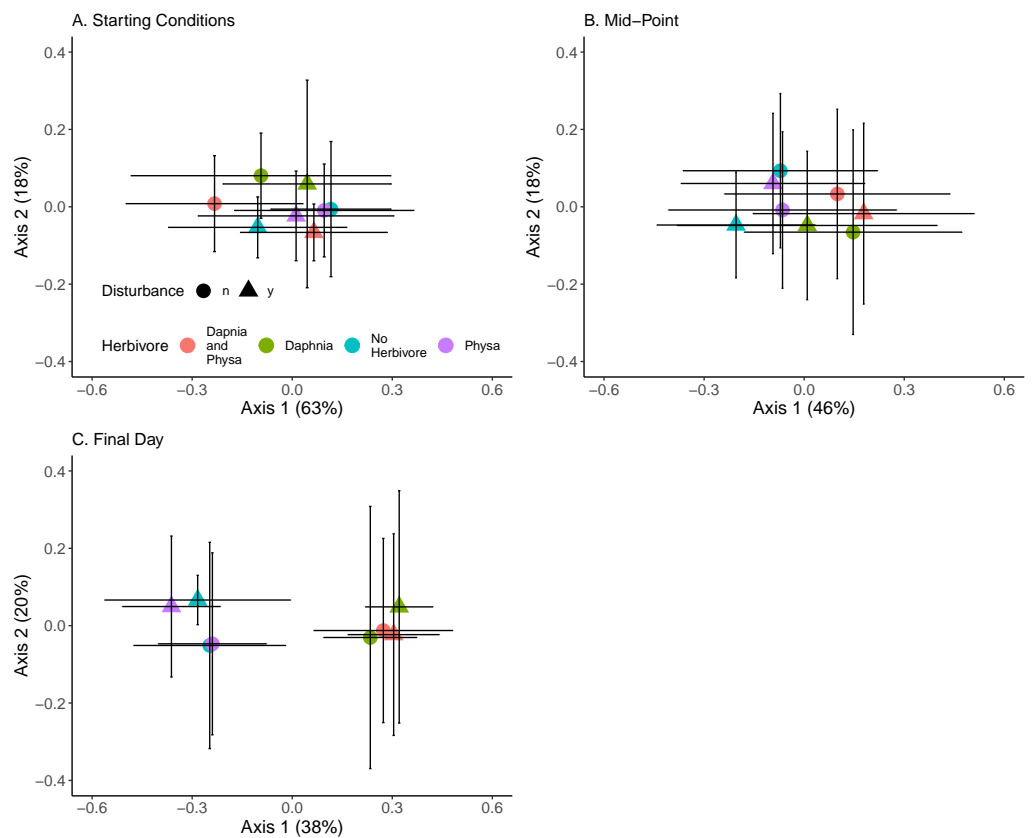 A. Starting Conditions
0.4
0.2
0.0
−0.2
−0.4
Axis 2 (18%)
Disturbance n y
Herbivore Dapnia and Physa Daphnia No Herbivore Physa
−0.6 −0.3 0.0 0.3 0.6
Axis 1 (63%)
B. Mid−Point
0.4
0.2
0.0
−0.2
−0.4
Axis 2 (18%)
−0.6 −0.3 0.0 0.3 0.6
Axis 1 (46%)
C. Final Day
0.4
0.2
0.0
−0.2
−0.4
Axis 2 (20%)
−0.6 −0.3 0.0 0.3 0.6
Axis 1 (38%)